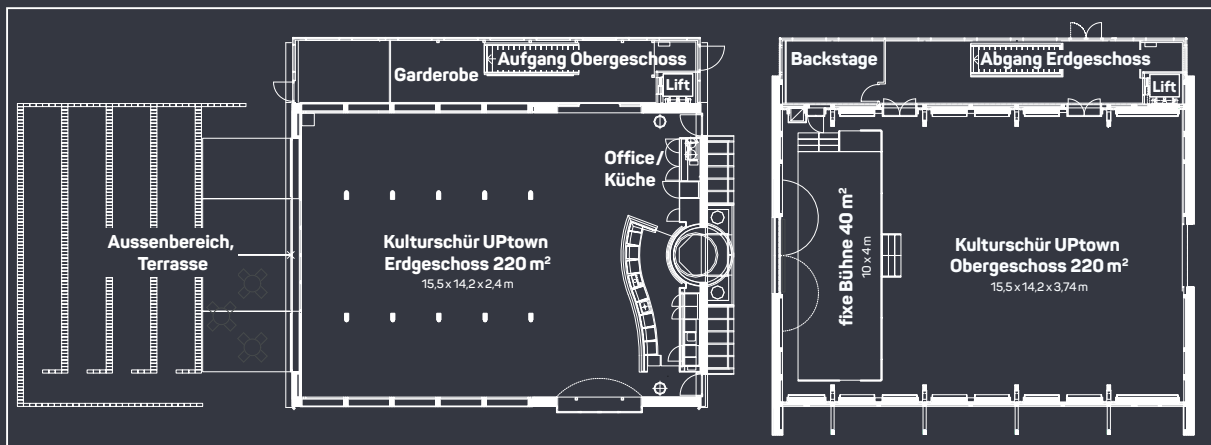 Aufgang Obergeschoss
Garderobe
Lift
Office/
Küche
Aussenbereich,
Terrasse
Kulturschür UPtown
Erdgeschoss 220 m²
15,5 x 14,2 x 2,4 m
Backstage
Abgang Erdgeschoss
Lift
fixe Bühne 40 m²
10 x 4 m
Kulturschür UPtown
Obergeschoss 220 m²
15,5 x 14,2 x 3,74 m